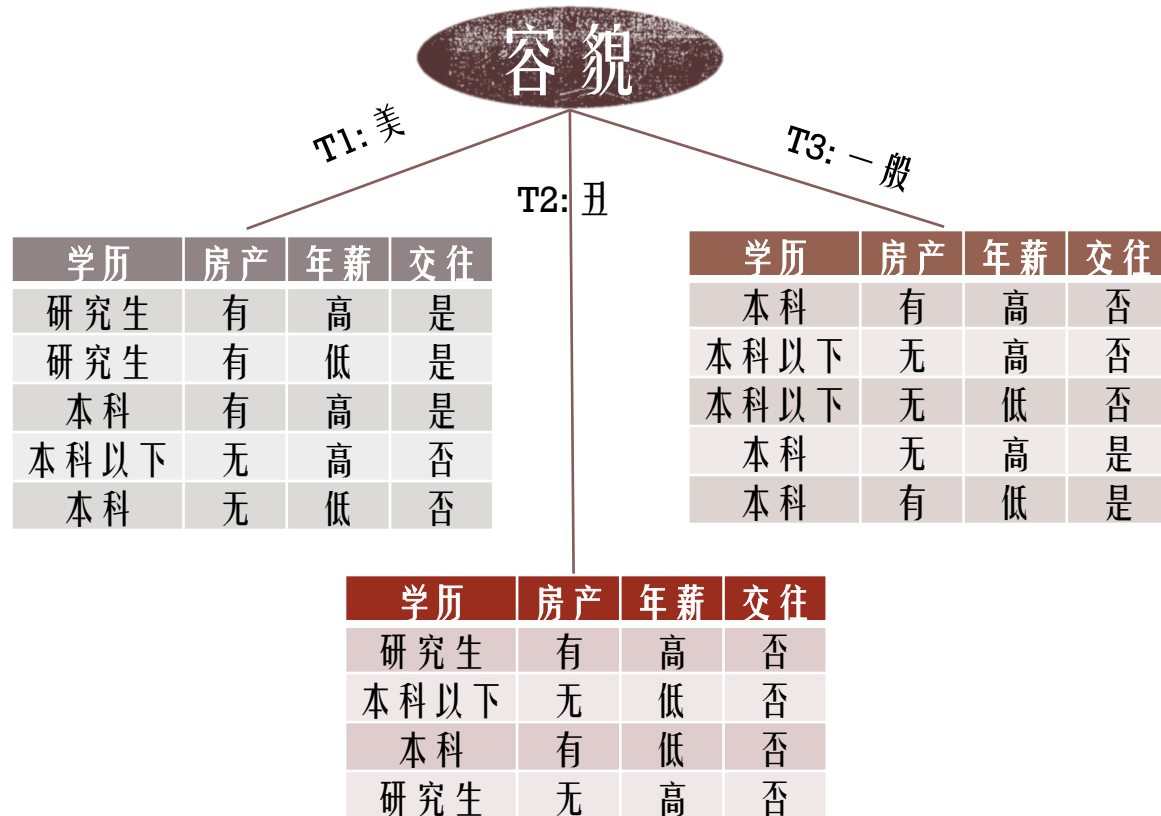 容貌
T1: 美
T2: 丑
T3: 一般
学历 房产 年薪 交往
研究生 有 高 是
研究生 有 低 是
本科 有 高 是
本科以下 无 高 否
本科 无 低 否
学历 房产 年薪 交往
本科 有 高 否
本科以下 无 高 否
本科以下 无 低 否
本科 无 高 是
本科 有 低 是
学历 房产 年薪 交往
研究生 有 高 否
本科以下 无 低 否
本科 有 低 否
研究生 无 高 否